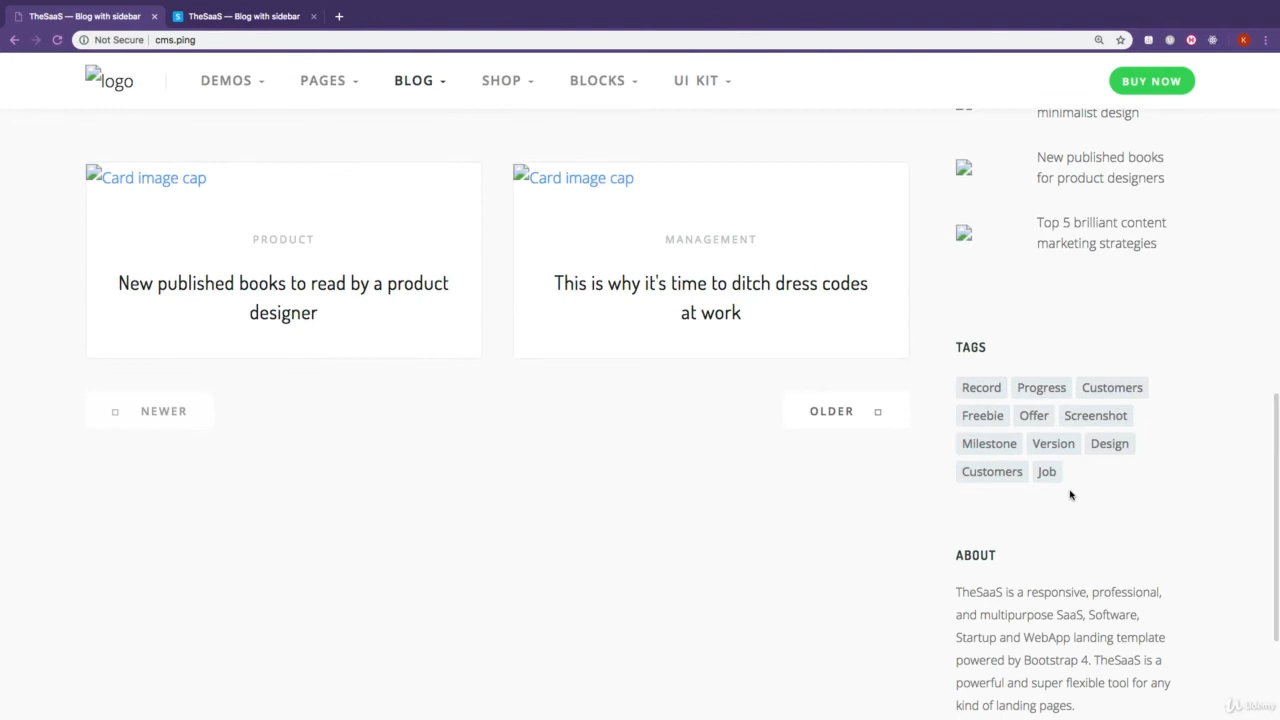 TheSaaS — Blog with sidebar
TheSaaS — Blog with sidebar
Not Secure
cms.ping
K
logo
DEMOS
PAGES
BLOG
SHOP
BLOCKS
UI KIT
BUY NOW
minimalist design
New published books
for product designers
Top 5 brilliant content
marketing strategies
Card image cap
PRODUCT
New published books to read by a product
designer
Card image cap
MANAGEMENT
This is why it's time to ditch dress codes
at work
NEWER
OLDER
TAGS
Record Progress Customers
Freebie Offer Screenshot
Milestone Version Design
Customers Job
ABOUT
TheSaaS is a responsive, professional,
and multipurpose SaaS, Software,
Startup and WebApp landing template
powered by Bootstrap 4. TheSaaS is a
powerful and super flexible tool for any
kind of landing pages.
Udemy